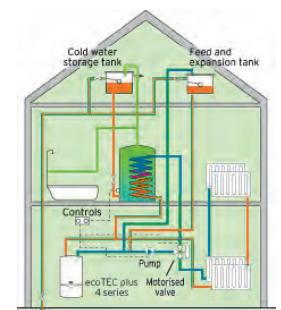 Cold water
storage tank
Feed and
expansion tank
Controls
Pump
ecoTEC plus
4 series
Motorised
valve